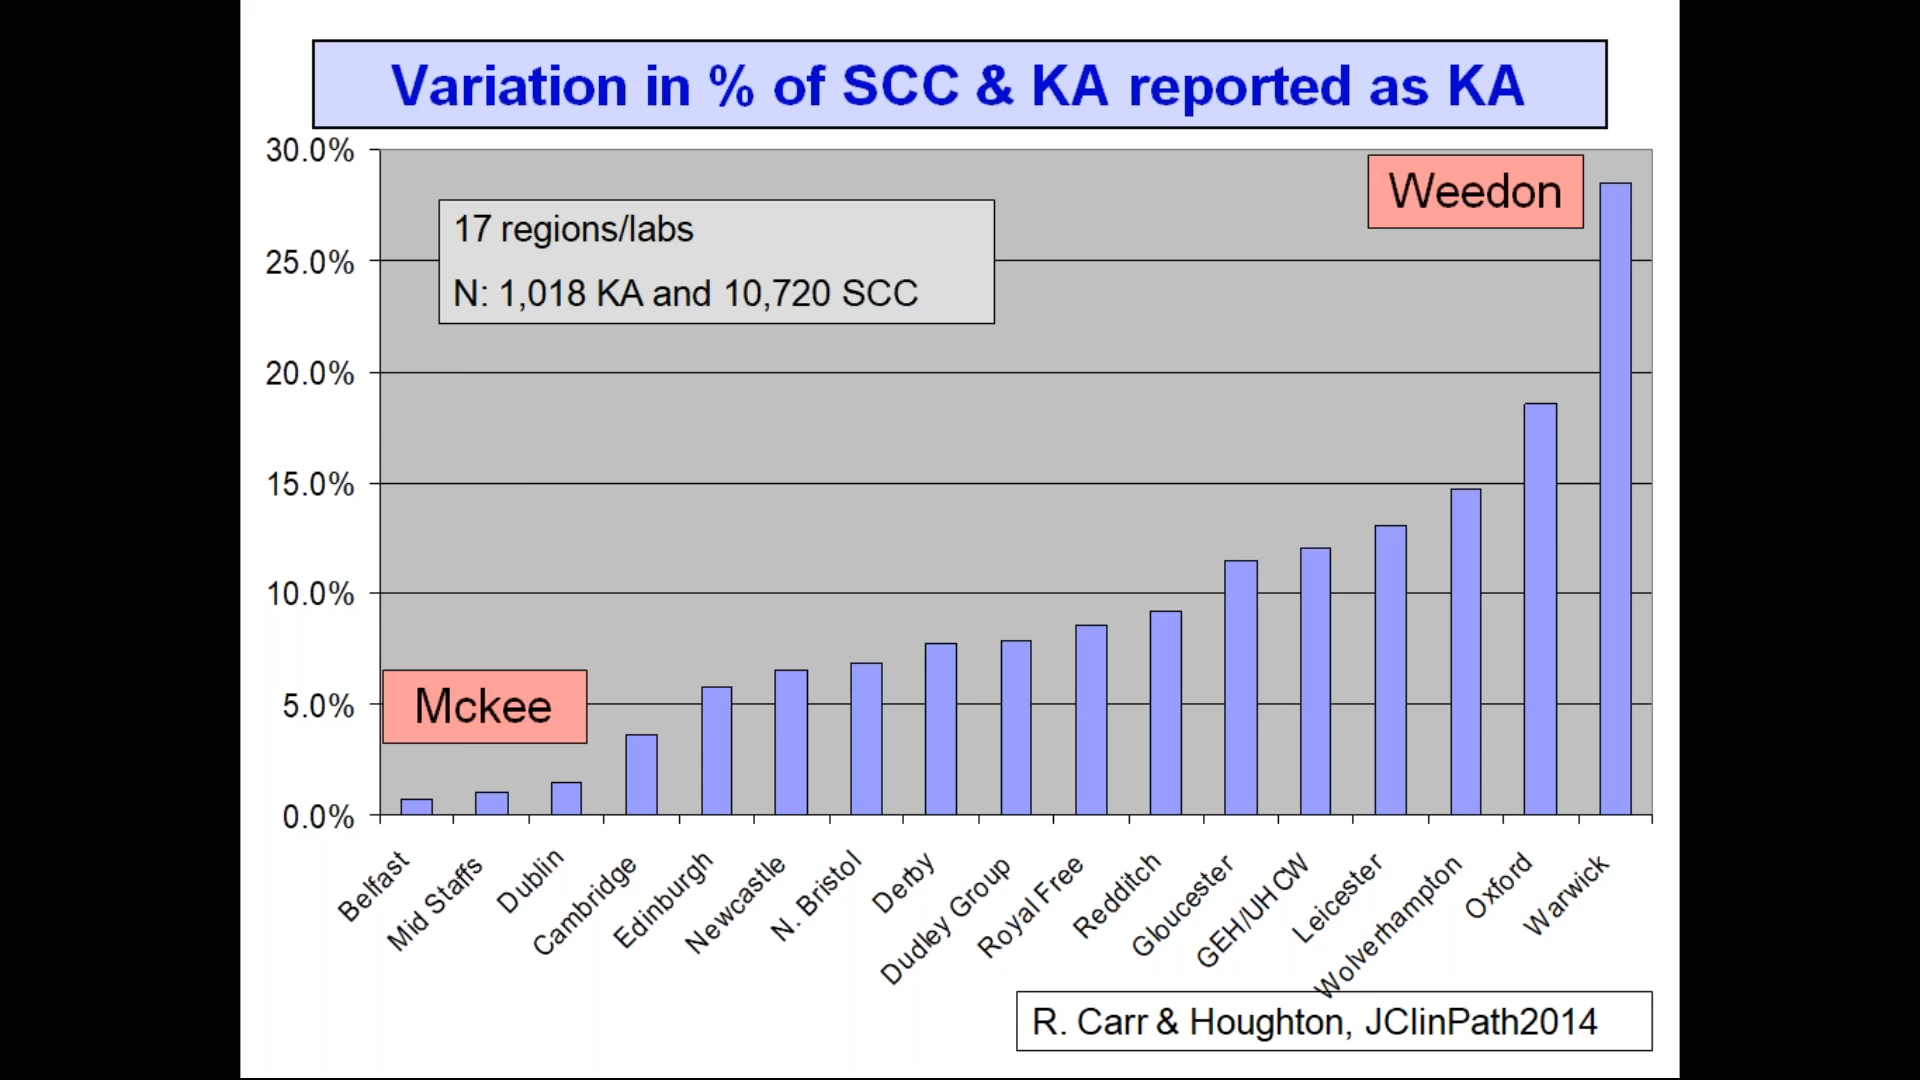 Variation in % of SCC & KA reported as KA
30.0%
25.0%
20.0%
15.0%
10.0%
5.0%
0.0%
17 regions/labs
N: 1,018 KA and 10,720 SCC
Weedon
Mckee
Belfast
Mid Staffs
Dublin
Cambridge
Edinburgh
Newcastle
N. Bristol
Derby
Dudley Group
Royal Free
Redditch
Gloucester
GEH/UHCW
Leicester
Wolverhampton
Oxford
Warwick
R. Carr & Houghton, JClinPath2014